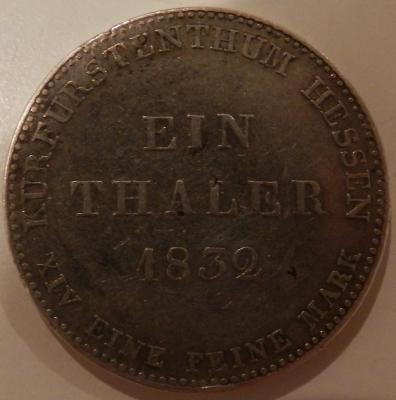 KURFURSTENTHUM HESSEN
EIN
THALER
1832
XIV EINE FEINE MARK